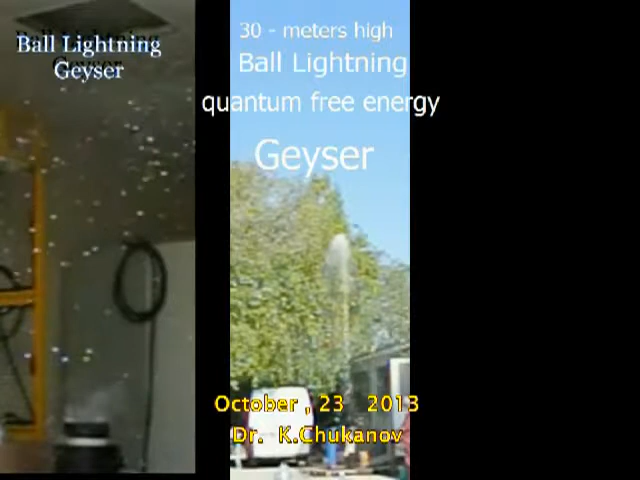 Ball Lightning
Geyser
30 - meters high
Ball Lightning
quantum free energy
Geyser
October , 23 2013
Dr. K.Chukanov